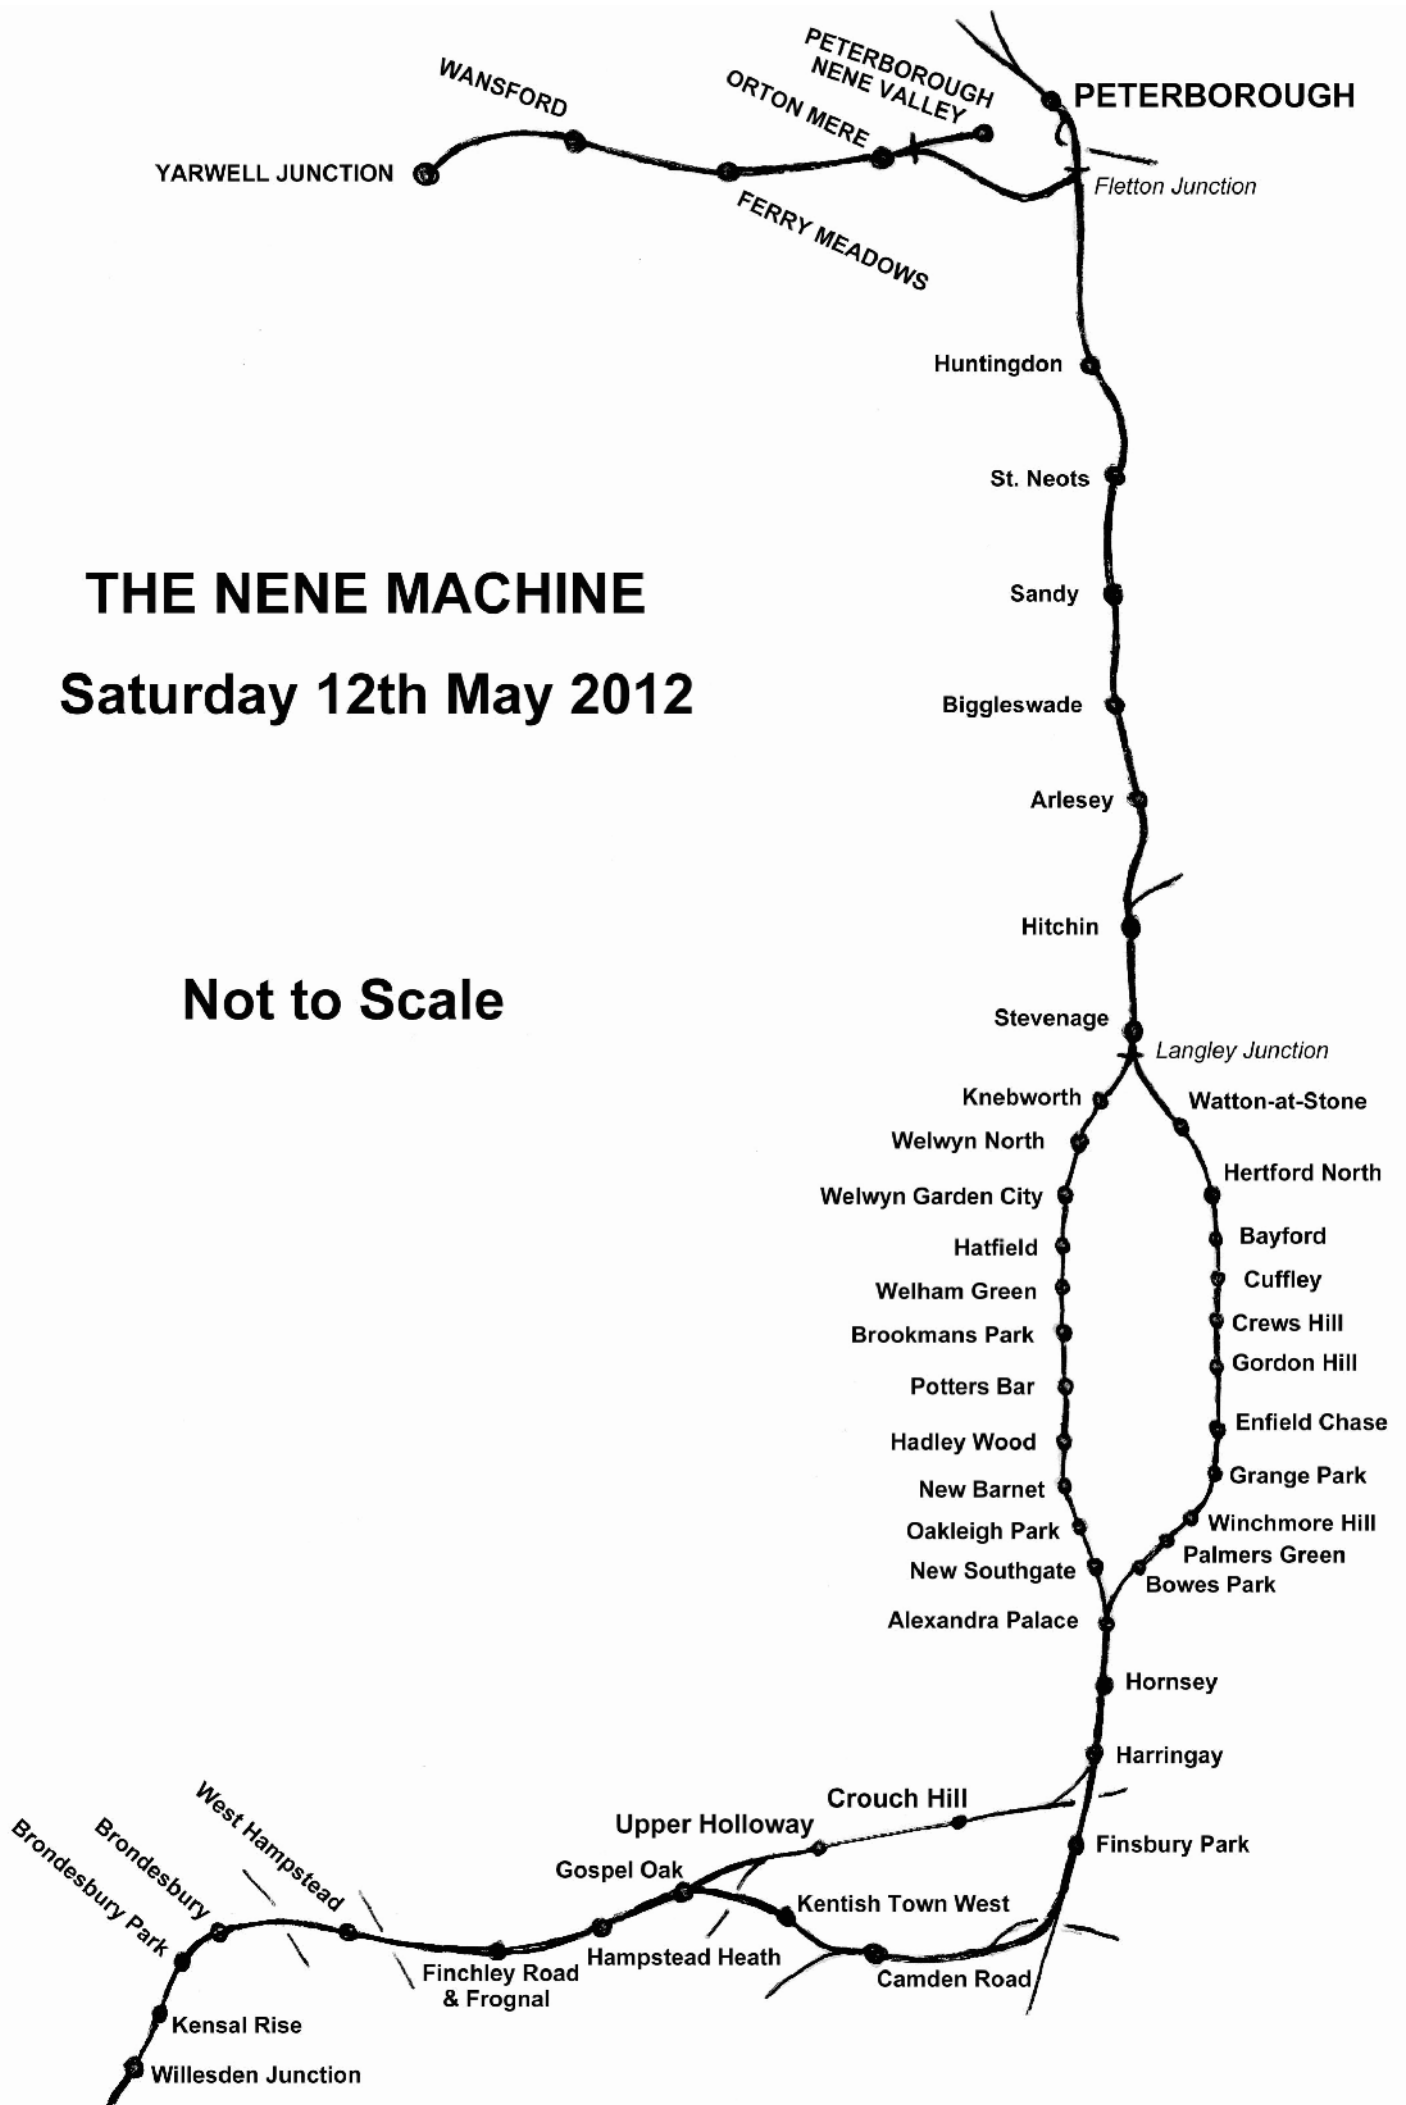 PETERBOROUGH
NENE VALLEY
WANSFORD
ORTON MERE
PETERBOROUGH
YARWELL JUNCTION
Fletton Junction
FERRY MEADOWS
Huntingdon
St. Neots
Sandy
THE NENE MACHINE
Saturday 12th May 2012
Biggleswade
Arlesey
Hitchin
Not to Scale
Stevenage
Langley Junction
Knebworth
Watton-at-Stone
Welwyn North
Hertford North
Welwyn Garden City
Bayford
Hatfield
Cuffley
Welham Green
Crews Hill
Brookmans Park
Gordon Hill
Potters Bar
Enfield Chase
Hadley Wood
Grange Park
New Barnet
Winchmore Hill
Oakleigh Park
Palmers Green
New Southgate
Bowes Park
Alexandra Palace
Hornsey
Harringay
Crouch Hill
Upper Holloway
Finsbury Park
Gospel Oak
West Hampstead
Brondesbury
Brondesbury Park
Kentish Town West
Hampstead Heath
Finchley Road
& Frognal
Camden Road
Kensal Rise
Willesden Junction